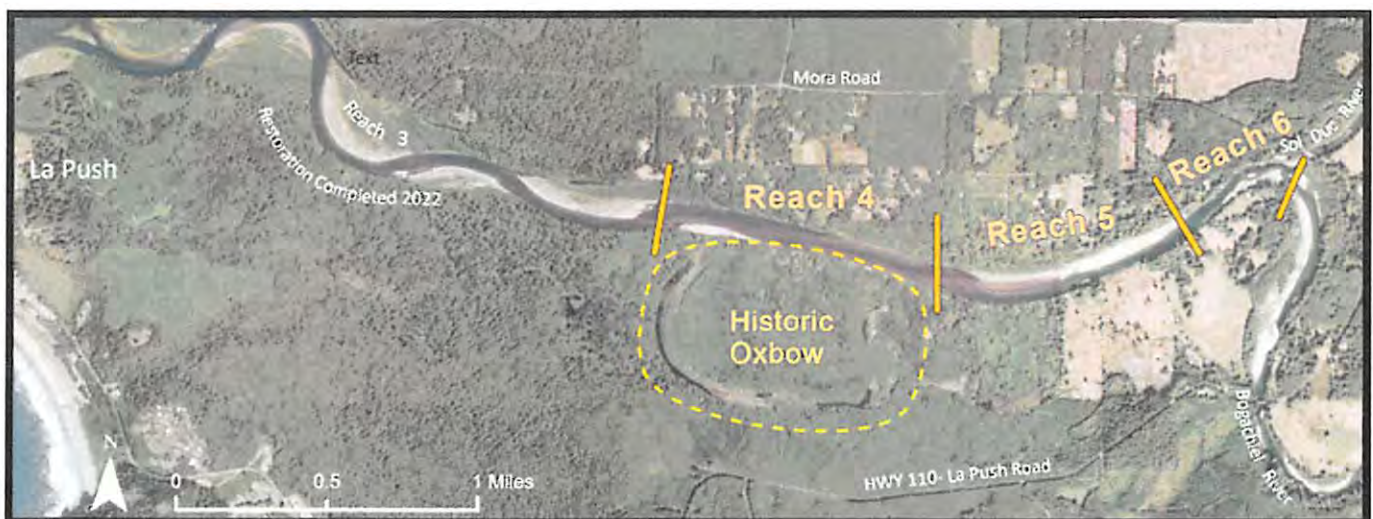 Text
Mora Road
Reach 3
Reach 6
Sol Duc River
La Push
Restoration Completed 2022
Reach 4
Reach 5
Historic
Oxbow
Bogachiel River
N
0 0.5 1 Miles
HWY 110- La Push Road